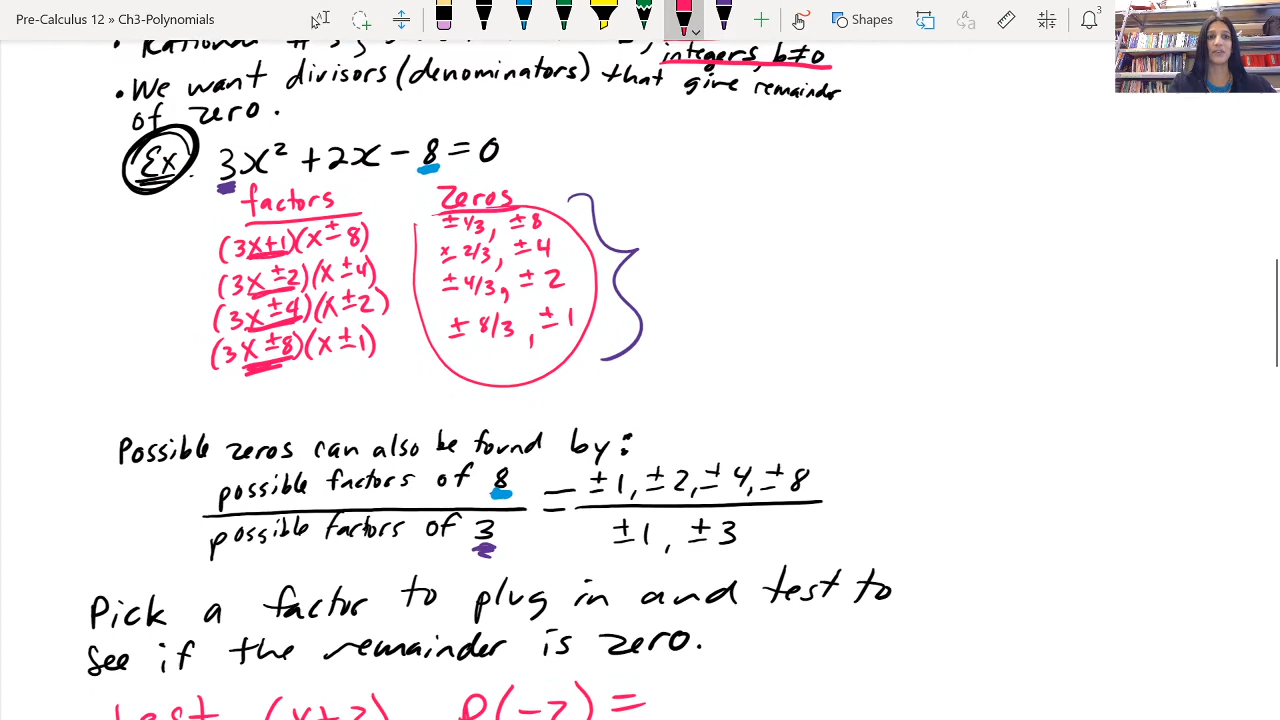 Pre-Calculus 12 » Ch3-Polynomials
Shapes
3
integers, b≠0
• We want divisors (denominators) that give remainder
of zero.
Ex. 3x² + 2x - 8 = 0
factors zeros
(3x+1)(x±8) ±1/3, ±8
(3x±2)(x±4) ±2/3, ±4
(3x±4)(x±2) ±4/3, ±2
(3x±8)(x±1) ±8/3, ±1
Possible zeros can also be found by:
possible factors of 8 = ±1, ±2, ±4, ±8
possible factors of 3 ±1, ±3
Pick a factor to plug in and test to
see if the remainder is zero.
test (x+2) P(-2) =